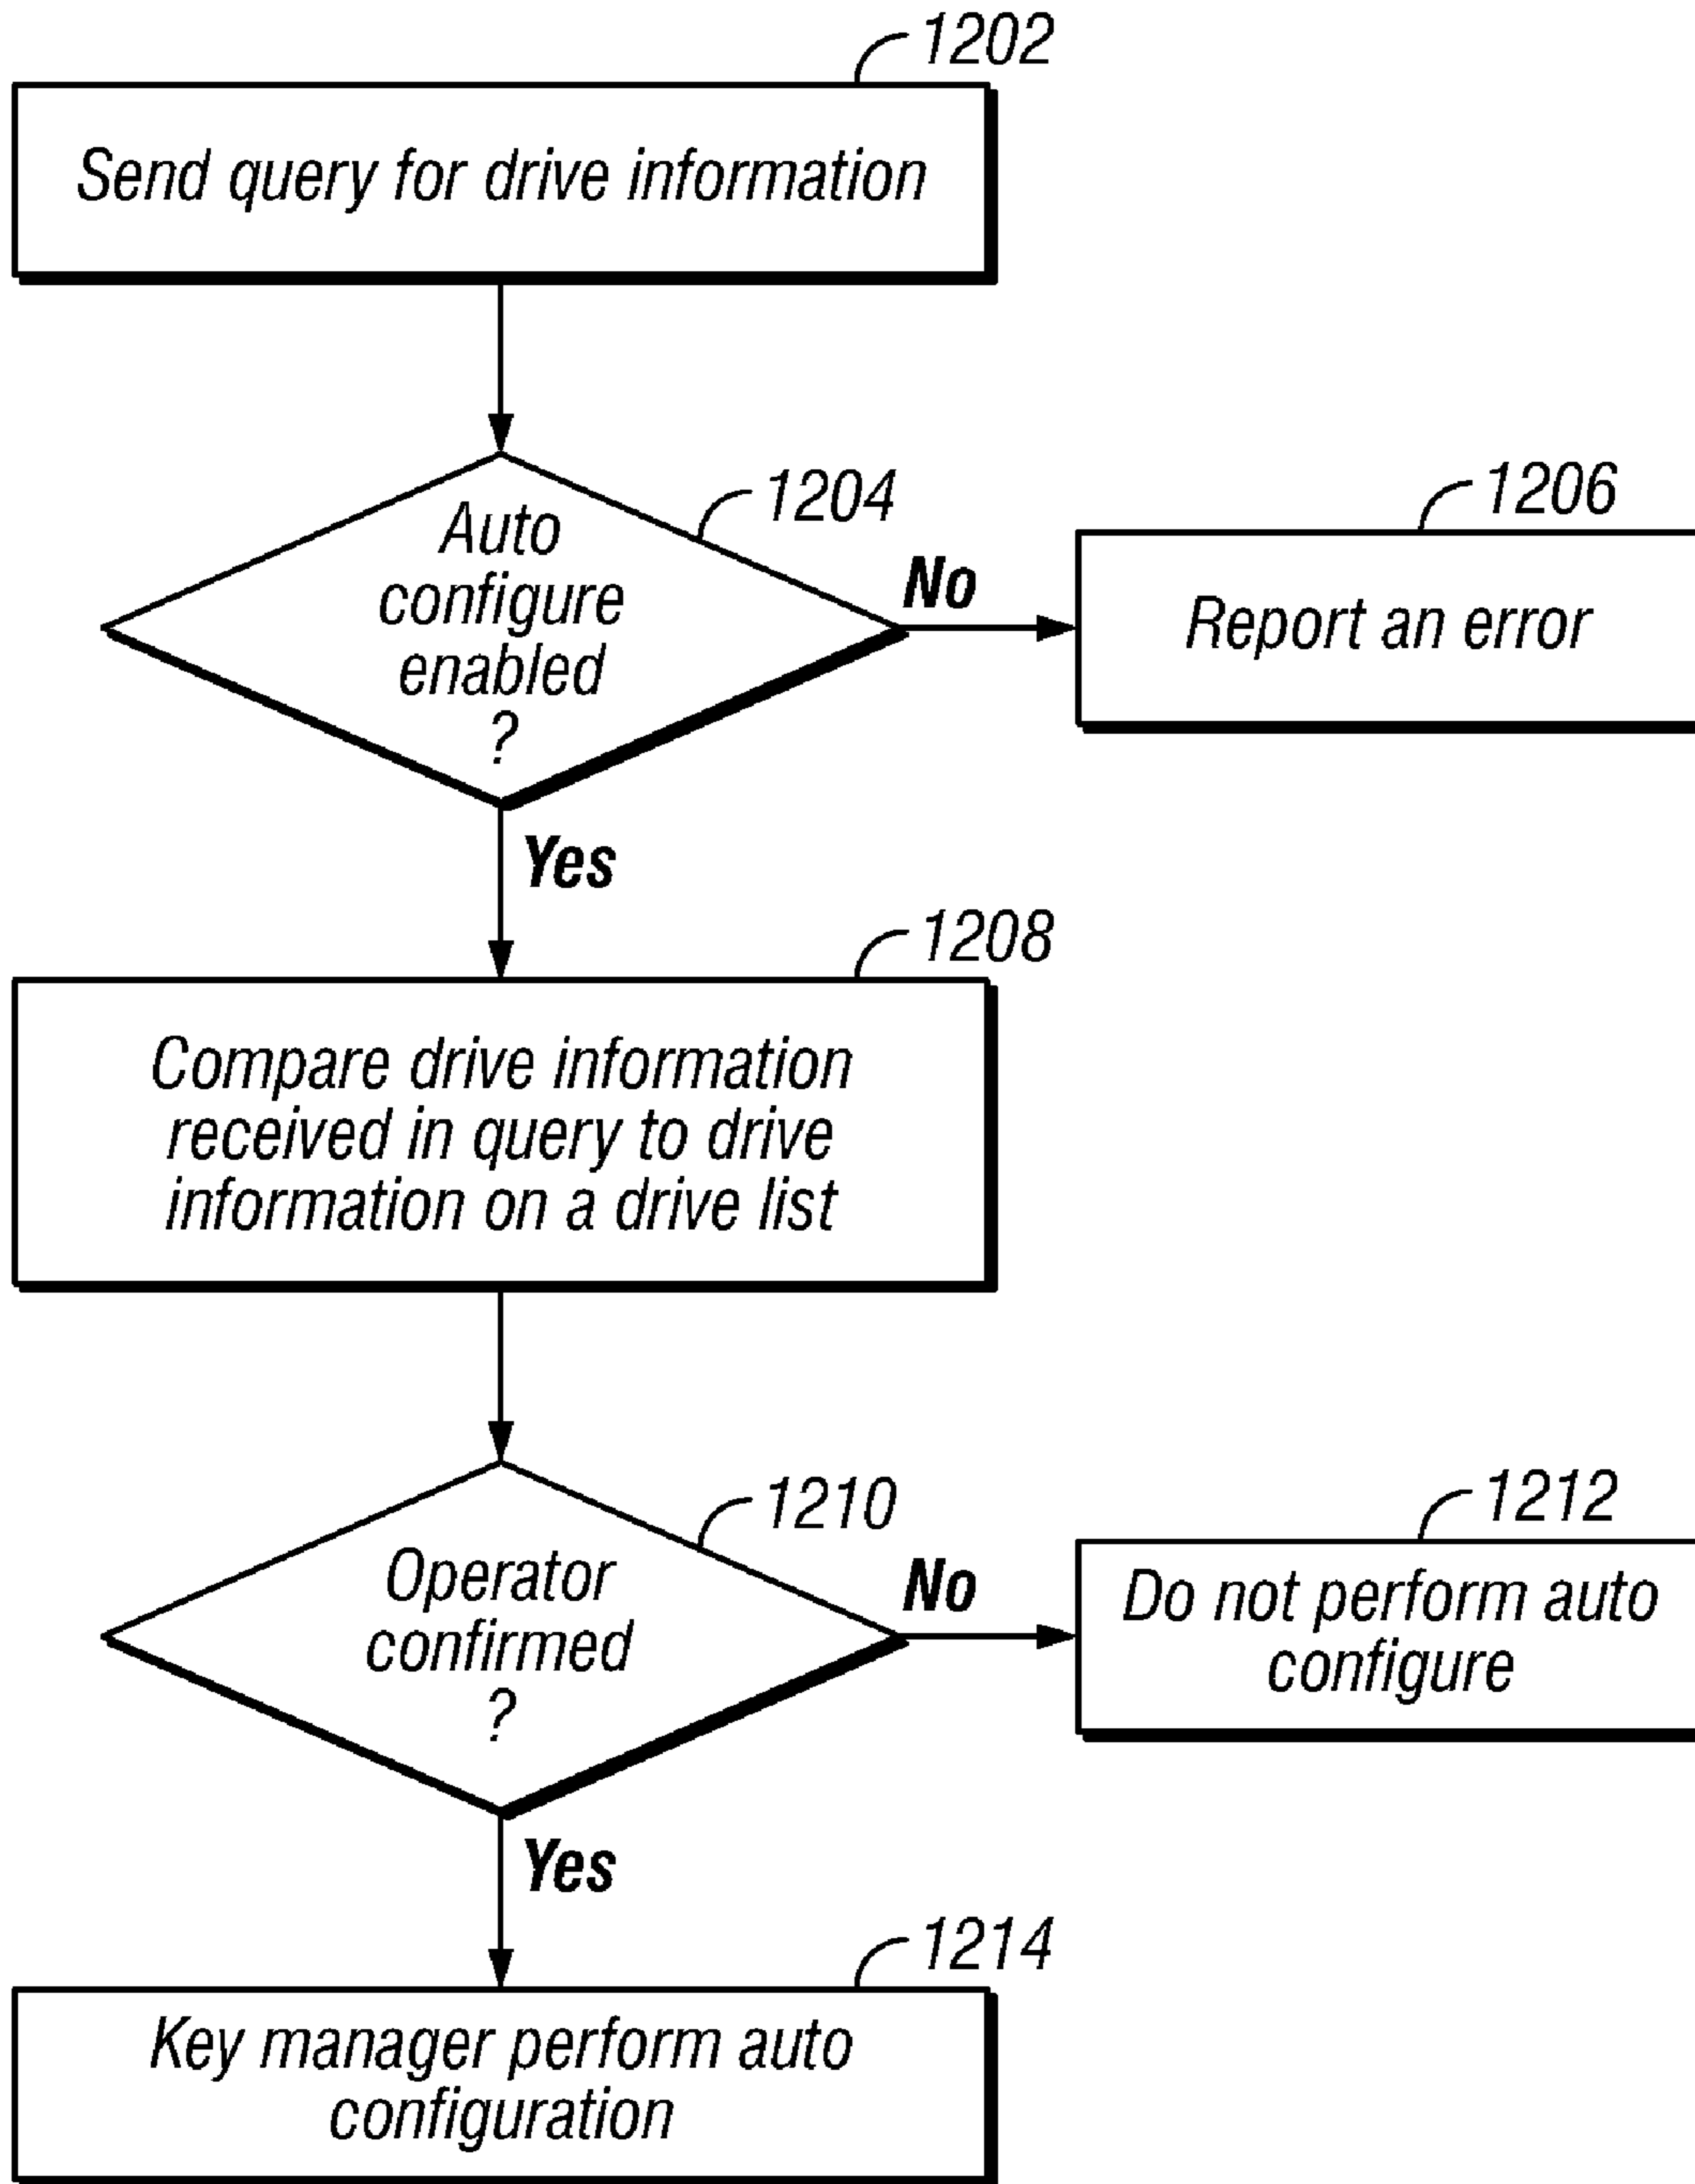 1202
Send query for drive information
1204
Auto
configure
enabled
?
No
1206
Report an error
Yes
1208
Compare drive information
received in query to drive
information on a drive list
1210
Operator
confirmed
?
No
1212
Do not perform auto
configure
Yes
1214
Key manager perform auto
configuration